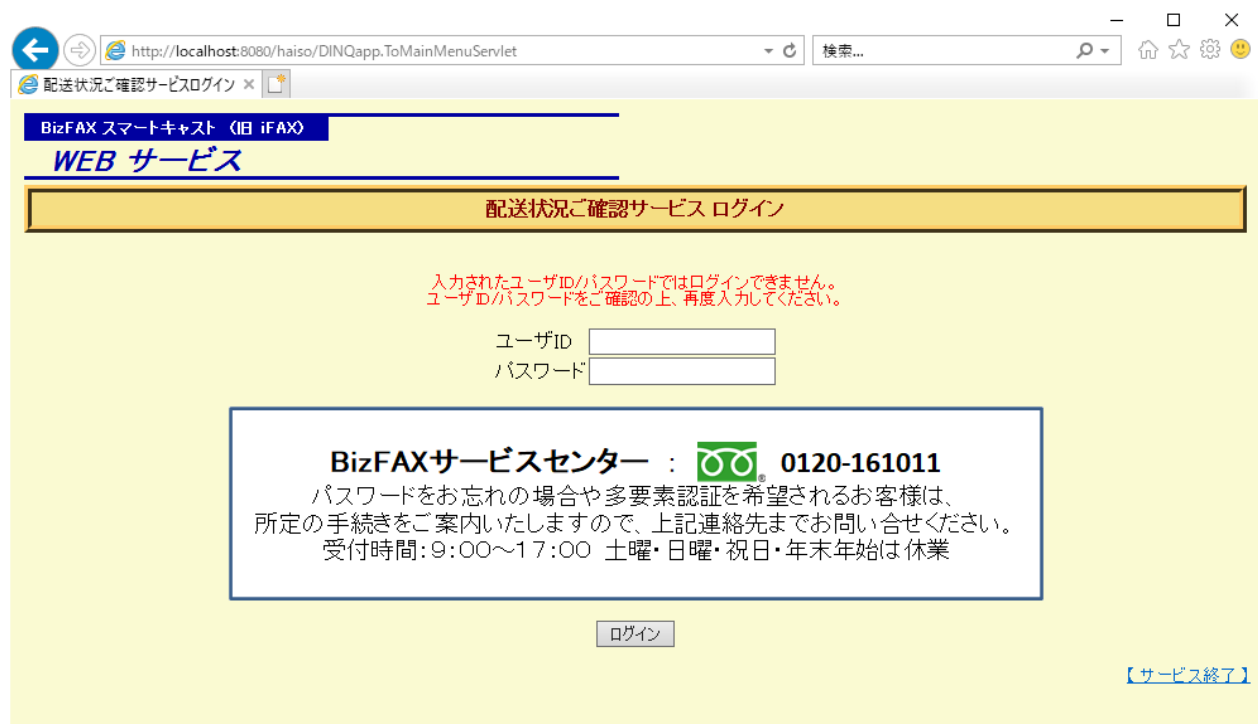 http://localhost:8080/haiso/DINQapp.ToMainMenuServlet
検索...
配送状況ご確認サービスログイン
BizFAX スマートキャスト （旧 iFAX）
WEB サービス
配送状況ご確認サービス ログイン
入力されたユーザID/パスワードではログインできません。
ユーザID/パスワードをご確認の上、再度入力してください。
ユーザID
パスワード
BizFAXサービスセンター ： 0120-161011
パスワードをお忘れの場合や多要素認証を希望されるお客様は、
所定の手続きをご案内いたしますので、上記連絡先までお問い合せください。
受付時間：９：００～１７：００ 土曜・日曜・祝日・年末年始は休業
ログイン
【サービス終了】